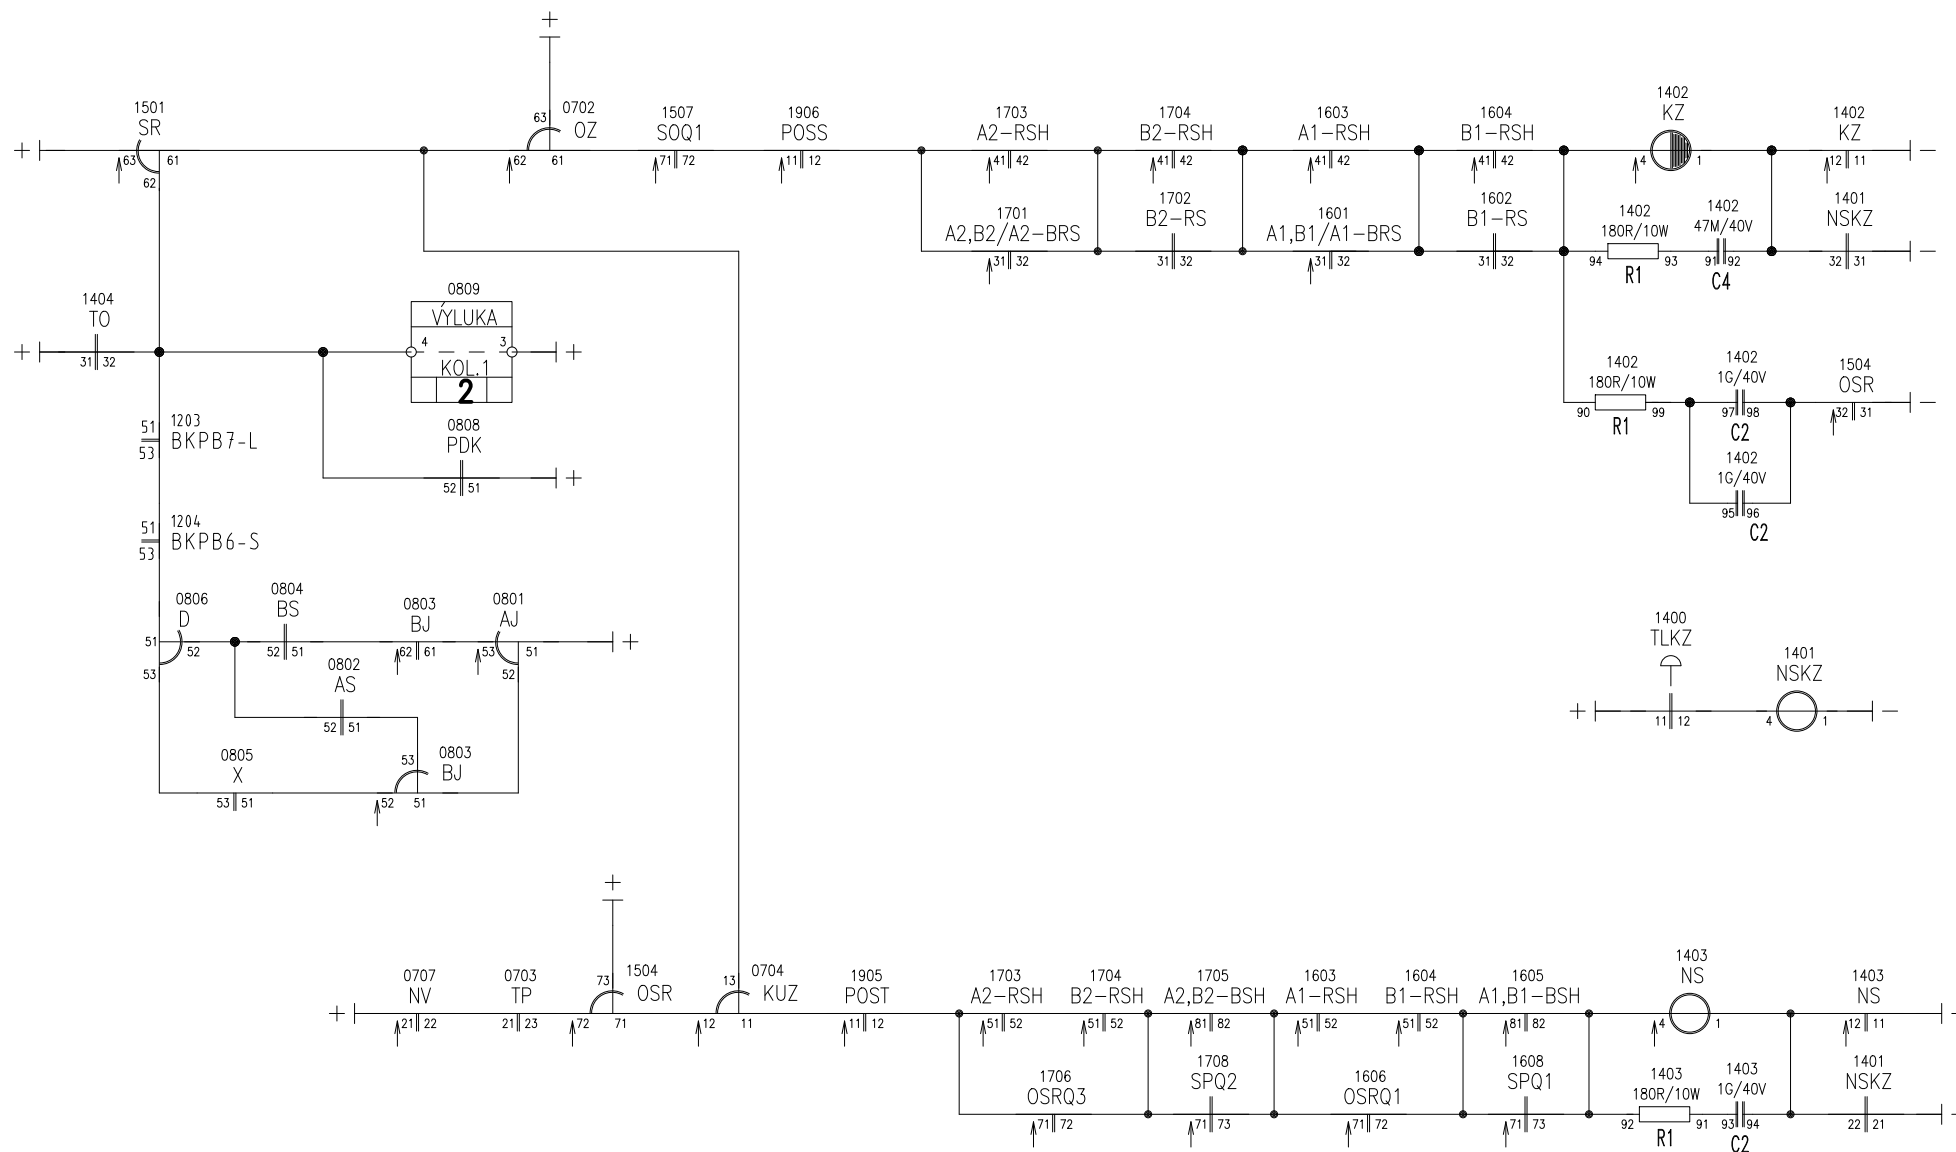 +
1501
SR
63
61
62
+
0702
OZ
63
62
61
1507
SOQ1
71 72
1906
POSS
11 12
1703
A2-RSH
41 42
1704
B2-RSH
41 42
1603
A1-RSH
41 42
1604
B1-RSH
41 42
1402
KZ
4
1
1402
KZ
12 11
-
1701
A2,B2/A2-BRS
31 32
1702
B2-RS
31 32
1601
A1,B1/A1-BRS
31 32
1602
B1-RS
31 32
1402
180R/10W
94
93
R1
1402
47M/40V
91 92
C4
1401
NSKZ
32 31
-
+
1404
TO
31 32
0809
VÝLUKA
4
3
KOL.1
2
+
0808
PDK
52 51
+
1402
180R/10W
90
99
R1
1402
1G/40V
97 98
C2
1402
1G/40V
95 96
C2
1504
OSR
32 31
-
51
53
1203
BKPB7-L
51
53
1204
BKPB6-S
0806
D
51
52
53
0804
BS
52 51
0803
BJ
62 61
0801
AJ
53
51
52
+
0802
AS
52 51
0805
X
53 51
0803
BJ
53
52
51
+
1400
TLKZ
11 12
1401
NSKZ
4
1
-
+
0707
NV
21 22
0703
TP
21 23
+
1504
OSR
73
72
71
0704
KUZ
13
12
11
1905
POST
11 12
1703
A2-RSH
51 52
1704
B2-RSH
51 52
1705
A2,B2-BSH
81 82
1603
A1-RSH
51 52
1604
B1-RSH
51 52
1605
A1,B1-BSH
81 82
1403
NS
4
1
1403
NS
12 11
-
1706
OSRQ3
71 72
1708
SPQ2
71 73
1606
OSRQ1
71 72
1608
SPQ1
71 73
1403
180R/10W
92
91
R1
1403
1G/40V
93 94
C2
1401
NSKZ
22 21
-